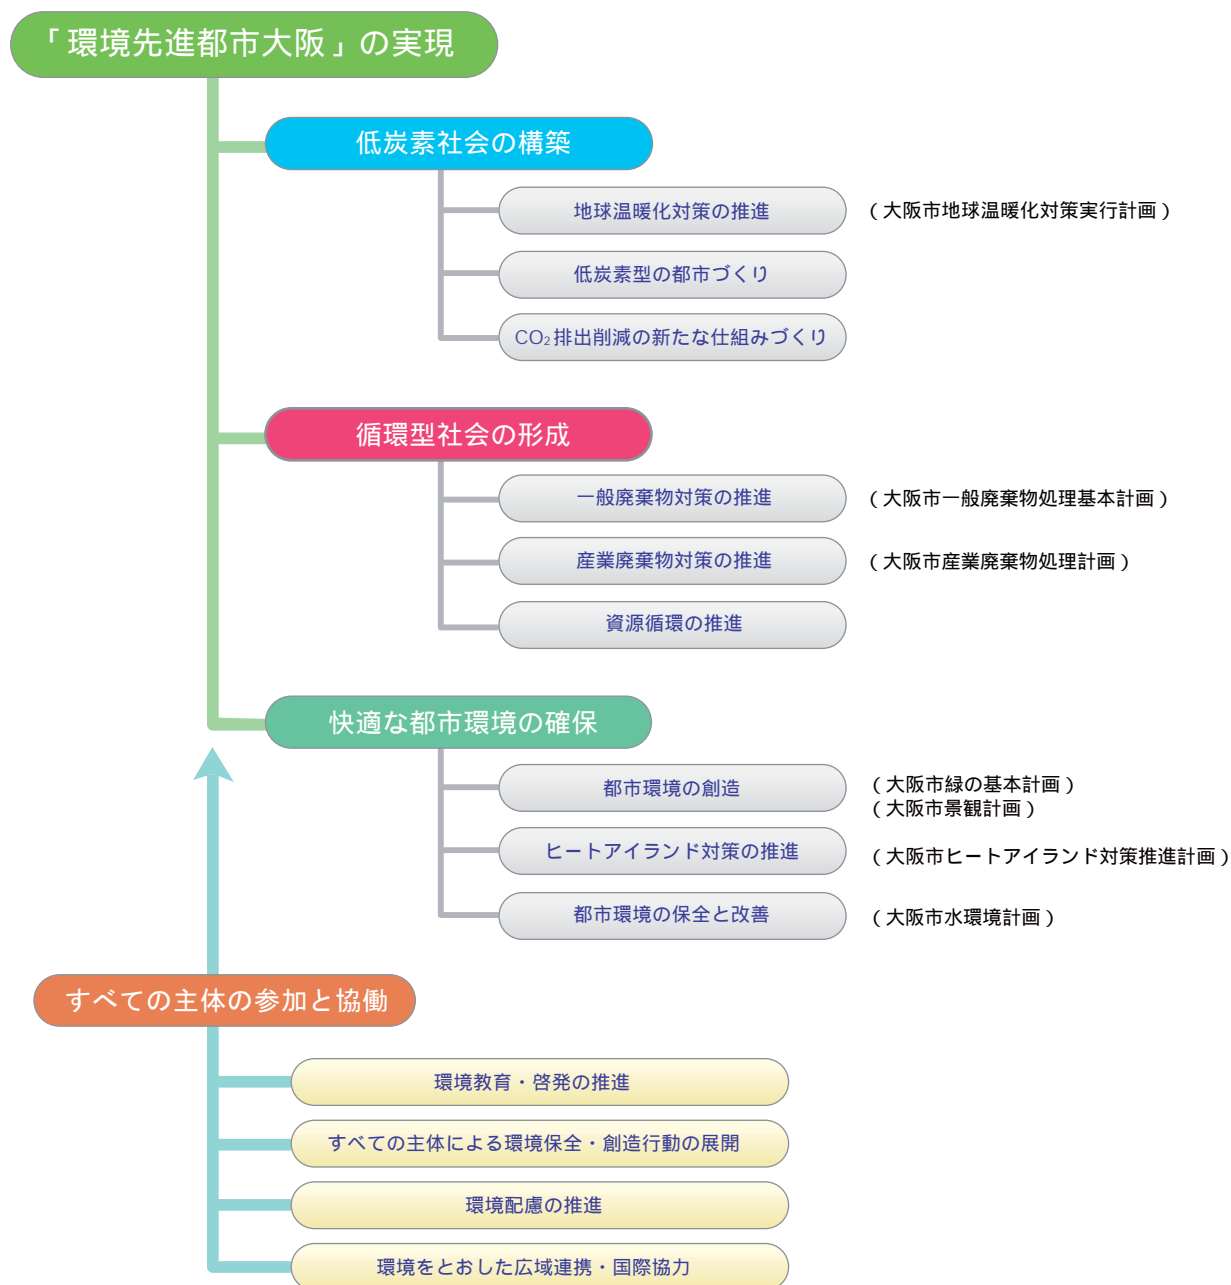 「環境先進都市大阪」の実現
低炭素社会の構築
地球温暖化対策の推進
（大阪市地球温暖化対策実行計画）
低炭素型の都市づくり
CO₂排出削減の新たな仕組みづくり
循環型社会の形成
一般廃棄物対策の推進
（大阪市一般廃棄物処理基本計画）
産業廃棄物対策の推進
（大阪市産業廃棄物処理計画）
資源循環の推進
快適な都市環境の確保
都市環境の創造
（大阪市緑の基本計画）
（大阪市景観計画）
ヒートアイランド対策の推進
（大阪市ヒートアイランド対策推進計画）
都市環境の保全と改善
（大阪市水環境計画）
すべての主体の参加と協働
環境教育・啓発の推進
すべての主体による環境保全・創造行動の展開
環境配慮の推進
環境をとおした広域連携・国際協力